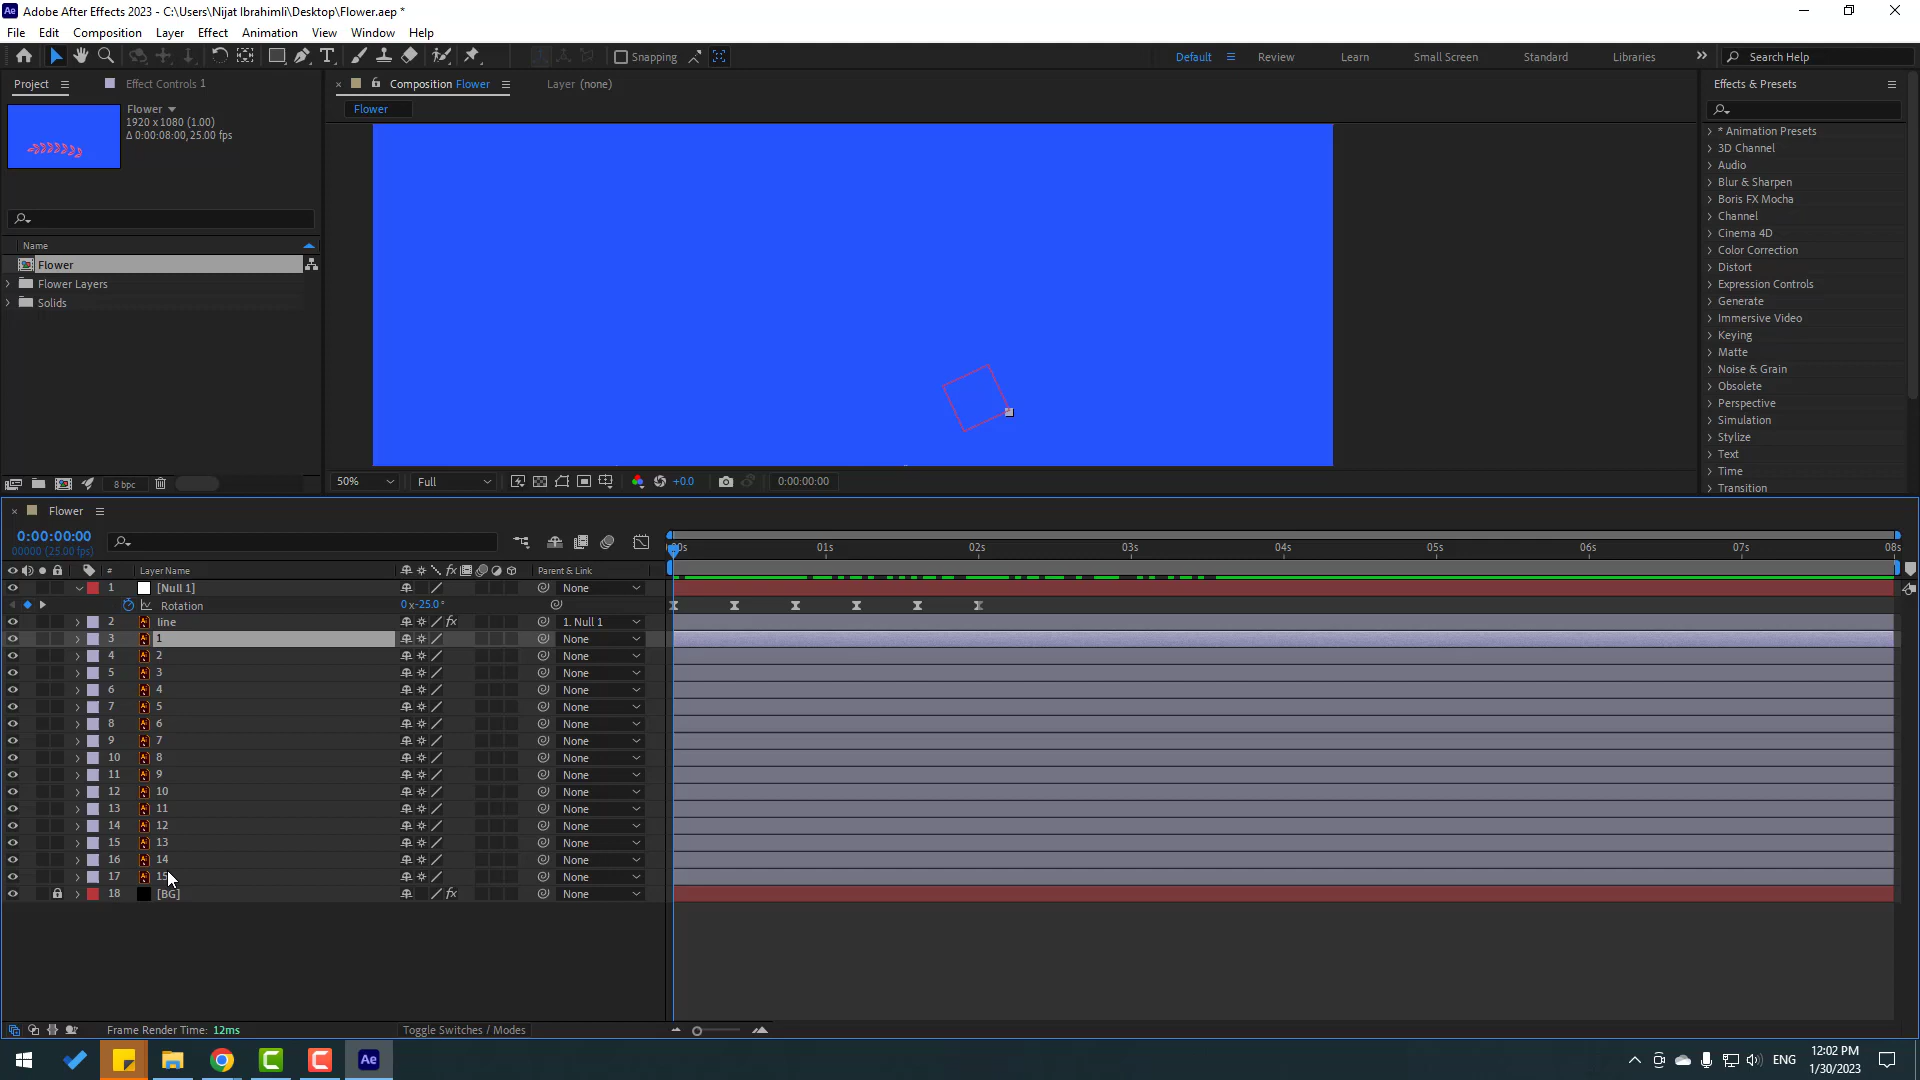 Adobe After Effects 2023 - C:\Users\Nijat Ibrahimli\Desktop\Flower.aep *
File Edit Composition Layer Effect Animation View Window Help
Snapping Default Review Learn Small Screen Standard Libraries Search Help
Project Effect Controls 1 Composition Flower Layer (none) Effects & Presets
Flower
1920 x 1080 (1.00)
Δ 0:00:08:00, 25.00 fps
Flower
Name
Flower
Flower Layers
Solids
* Animation Presets
3D Channel
Audio
Blur & Sharpen
Boris FX Mocha
Channel
Cinema 4D
Color Correction
Distort
Expression Controls
Generate
Immersive Video
Keying
Matte
Noise & Grain
Obsolete
Perspective
Simulation
Stylize
Text
Time
Transition
8 bpc 50% Full +0.0 0:00:00:00
Flower
0:00:00:00
00000 (25.00 fps)
:00s 01s 02s 03s 04s 05s 06s 07s 08s
# Layer Name fx Parent & Link
1 [Null 1] None
Rotation 0x-25.0°
2 line fx 1. Null 1
3 1 None
4 2 None
5 3 None
6 4 None
7 5 None
8 6 None
9 7 None
10 8 None
11 9 None
12 10 None
13 11 None
14 12 None
15 13 None
16 14 None
17 15 None
18 [BG] fx None
Frame Render Time: 12ms Toggle Switches / Modes
Ae ENG 12:02 PM
1/30/2023